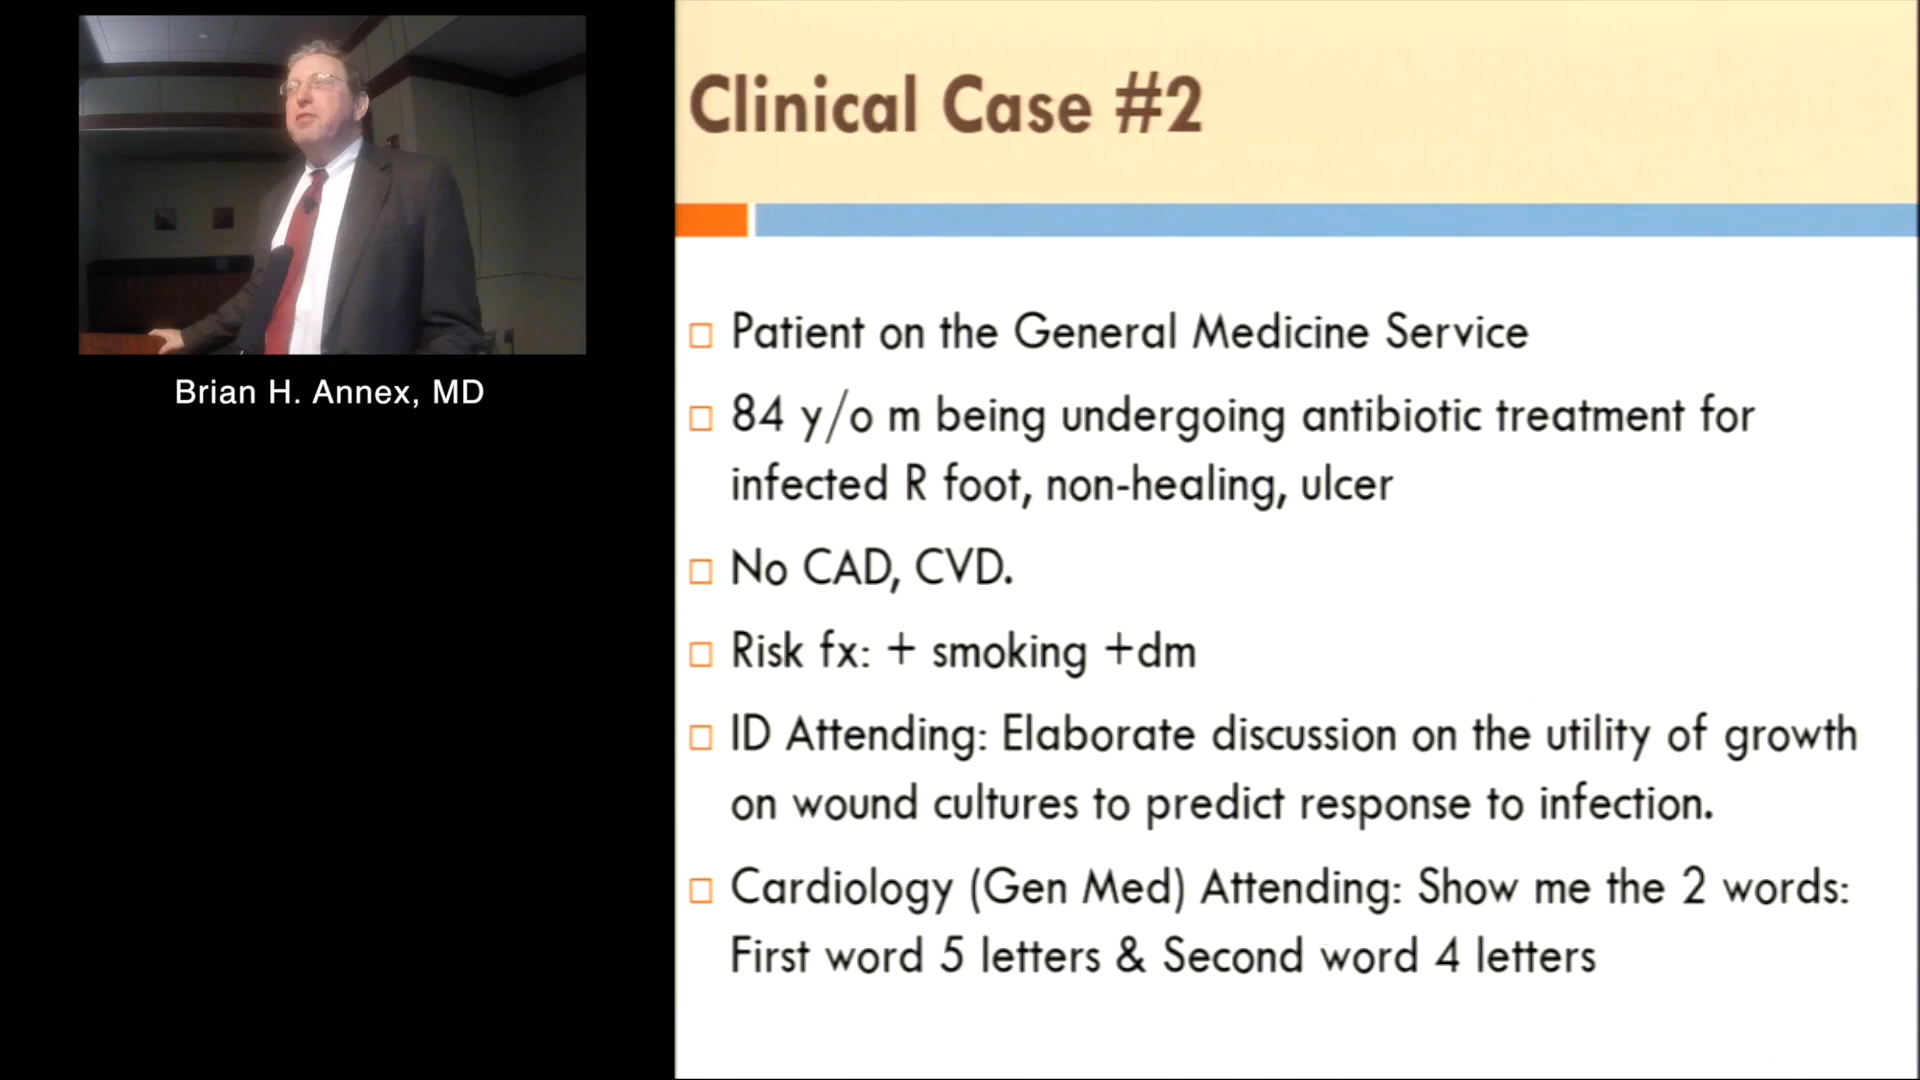 Clinical Case #2
Brian H. Annex, MD
Patient on the General Medicine Service
84 y/o m being undergoing antibiotic treatment for
infected R foot, non-healing, ulcer
No CAD, CVD.
Risk fx: + smoking +dm
ID Attending: Elaborate discussion on the utility of growth
on wound cultures to predict response to infection.
Cardiology (Gen Med) Attending: Show me the 2 words:
First word 5 letters & Second word 4 letters